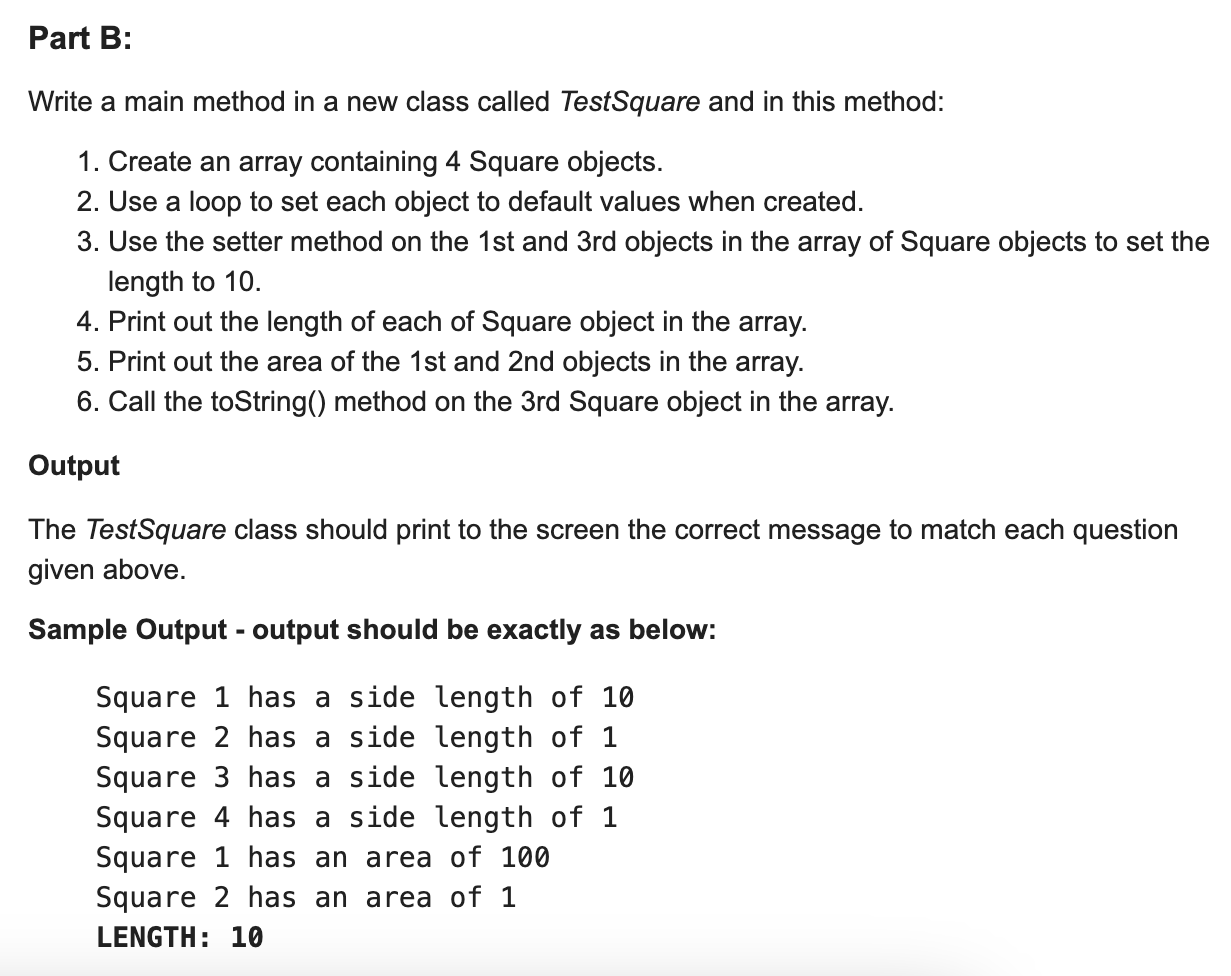 Part B:
Write a main method in a new class called TestSquare and in this method:
1. Create an array containing 4 Square objects.
2. Use a loop to set each object to default values when created.
3. Use the setter method on the 1st and 3rd objects in the array of Square objects to set the
length to 10.
4. Print out the length of each of Square object in the array.
5. Print out the area of the 1st and 2nd objects in the array.
6. Call the toString() method on the 3rd Square object in the array.
Output
The TestSquare class should print to the screen the correct message to match each question
given above.
Sample Output - output should be exactly as below:
Square 1 has a side length of 10
Square 2 has a side length of 1
Square 3 has a side length of 10
Square 4 has a side length of 1
Square 1 has an area of 100
Square 2 has an area of 1
LENGTH: 10